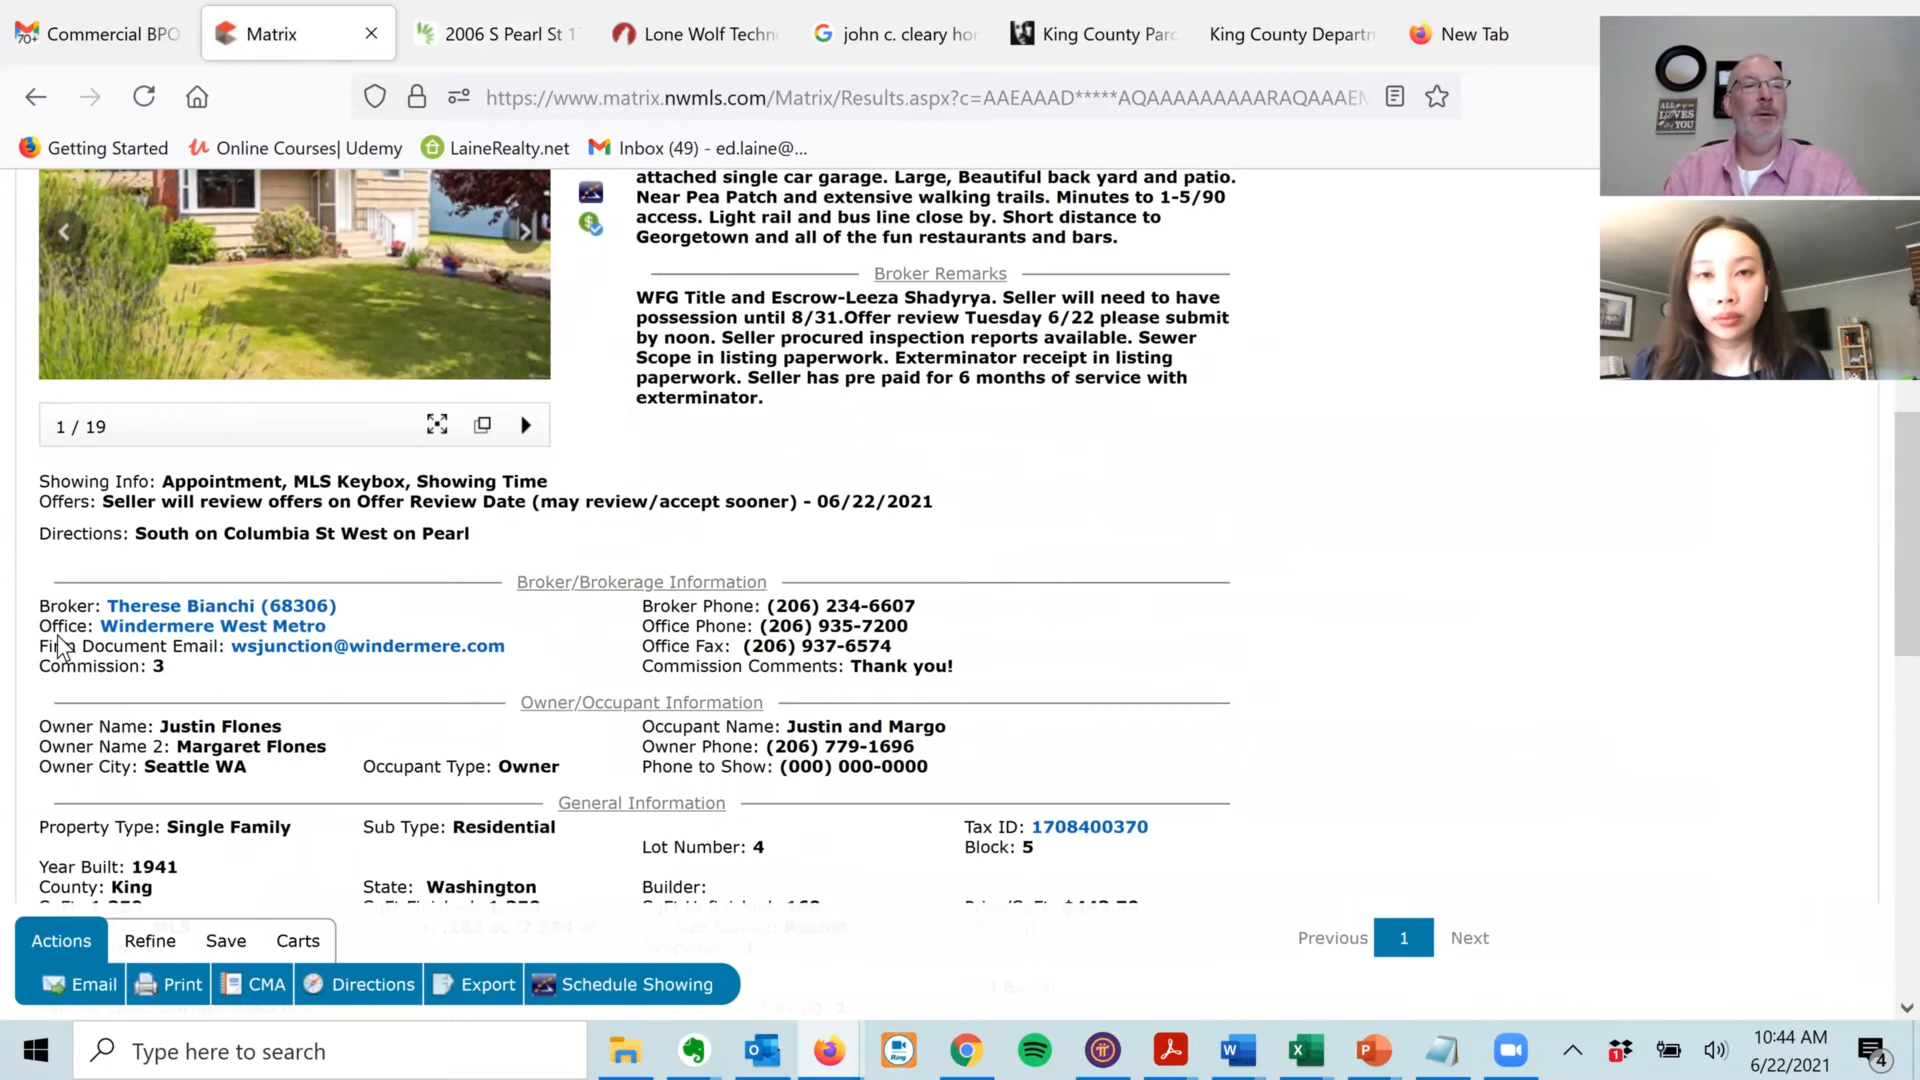 Commercial BPO
Matrix
2006 S Pearl St
Lone Wolf Techn
john c. cleary ho
King County Parc
King County Departm
New Tab
https://www.matrix.nwmls.com/Matrix/Results.aspx?c=AAEAAAD*****AQAAAAAAAAARAQAAAEM
Getting Started
Online Courses| Udemy
LaineRealty.net
Inbox (49) - ed.laine@...
attached single car garage. Large, Beautiful back yard and patio.
Near Pea Patch and extensive walking trails. Minutes to 1-5/90
access. Light rail and bus line close by. Short distance to
Georgetown and all of the fun restaurants and bars.
Broker Remarks
WFG Title and Escrow-Leeza Shadyrya. Seller will need to have
possession until 8/31.Offer review Tuesday 6/22 please submit
by noon. Seller procured inspection reports available. Sewer
Scope in listing paperwork. Exterminator receipt in listing
paperwork. Seller has pre paid for 6 months of service with
exterminator.
1 / 19
Showing Info: Appointment, MLS Keybox, Showing Time
Offers: Seller will review offers on Offer Review Date (may review/accept sooner) - 06/22/2021
Directions: South on Columbia St West on Pearl
Broker/Brokerage Information
Broker: Therese Bianchi (68306) Broker Phone: (206) 234-6607
Office: Windermere West Metro Office Phone: (206) 935-7200
Firm Document Email: wsjunction@windermere.com Office Fax: (206) 937-6574
Commission: 3 Commission Comments: Thank you!
Owner/Occupant Information
Owner Name: Justin Flones Occupant Name: Justin and Margo
Owner Name 2: Margaret Flones Owner Phone: (206) 779-1696
Owner City: Seattle WA Occupant Type: Owner Phone to Show: (000) 000-0000
General Information
Property Type: Single Family Sub Type: Residential Tax ID: 1708400370
Lot Number: 4 Block: 5
Year Built: 1941
County: King State: Washington Builder:
Actions Refine Save Carts
Previous 1 Next
Email Print CMA Directions Export Schedule Showing
Type here to search
10:44 AM
6/22/2021
4